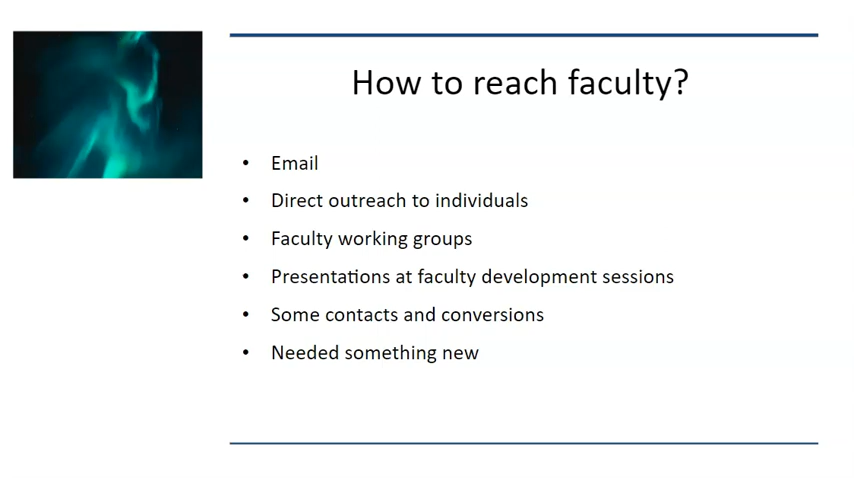 How to reach faculty?
• Email
• Direct outreach to individuals
• Faculty working groups
• Presentations at faculty development sessions
• Some contacts and conversions
• Needed something new